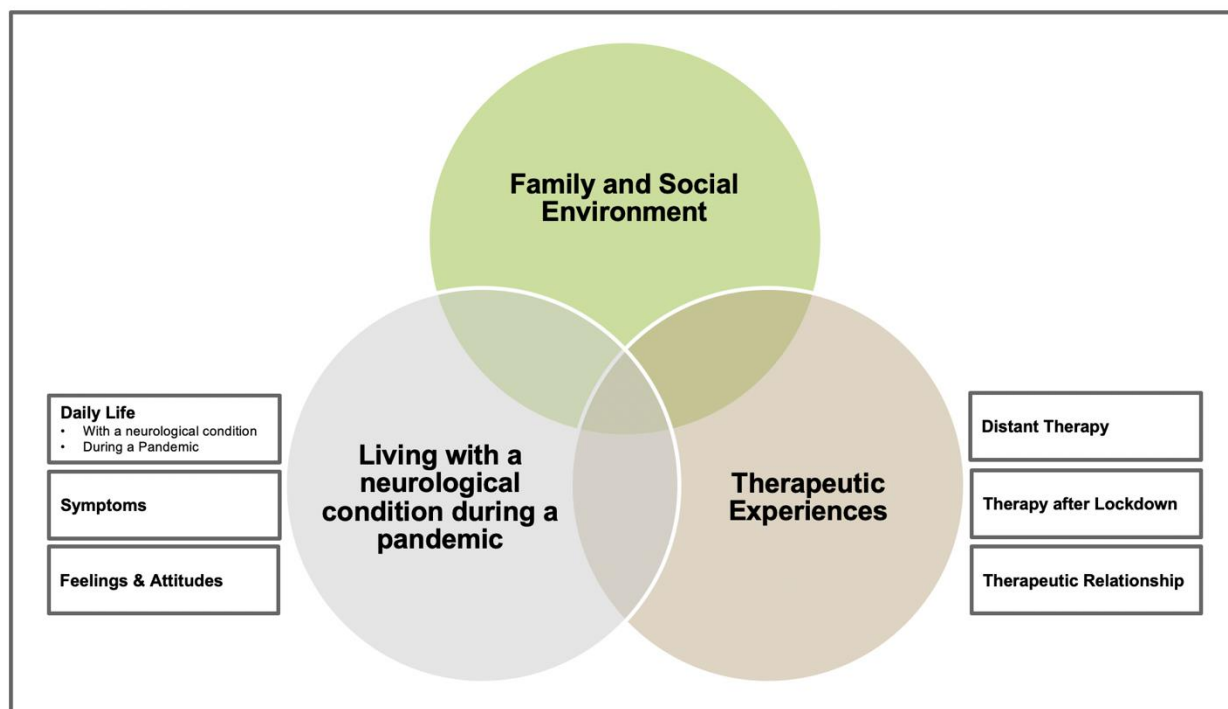 Family and Social
Environment
Daily Life
• With a neurological condition
• During a Pandemic
Symptoms
Feelings & Attitudes
Living with a
neurological
condition during a
pandemic
Therapeutic
Experiences
Distant Therapy
Therapy after Lockdown
Therapeutic Relationship